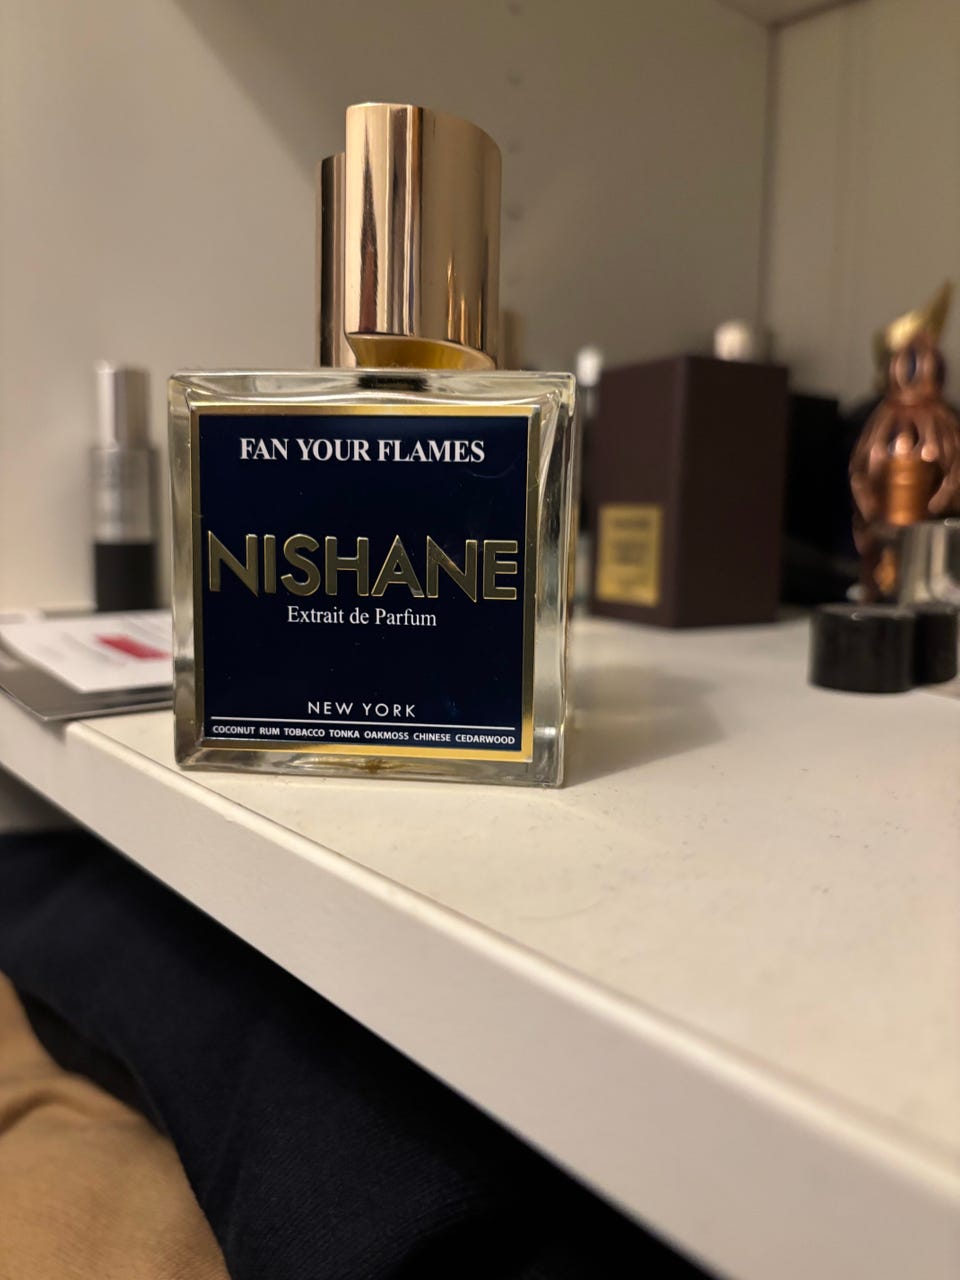 FAN YOUR FLAMES
NISHANE
Extrait de Parfum
NEW YORK
COCONUT RUM TOBACCO TONKA OAKMOSS CHINESE CEDARWOOD